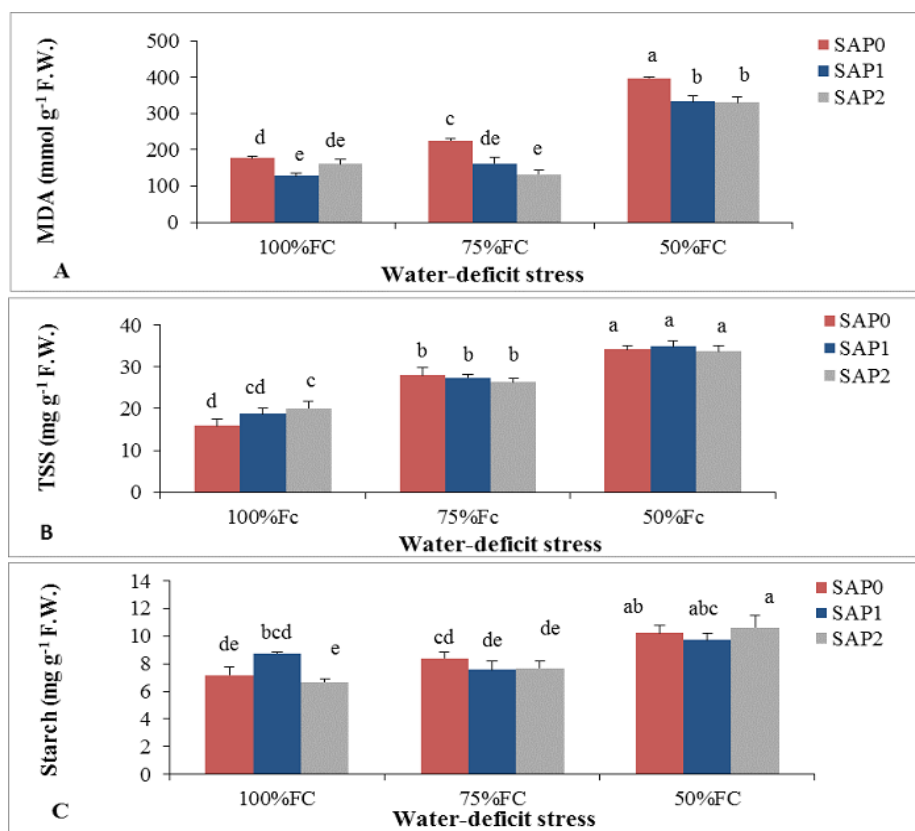 500
400
300
200
100
0
MDA (mmol g⁻¹ F.W.)
d e de
c de e
a b b
SAP0
SAP1
SAP2
100%FC 75%FC 50%FC
Water-deficit stress
A
40
30
20
10
0
TSS (mg g⁻¹ F.W.)
d cd c
b b b
a a a
SAP0
SAP1
SAP2
100%Fc 75%Fc 50%Fc
Water-deficit stress
B
14
12
10
8
6
4
2
0
Starch (mg g⁻¹ F.W.)
de bcd e
cd de de
ab abc a
SAP0
SAP1
SAP2
100%FC 75%FC 50%FC
Water-deficit stress
C